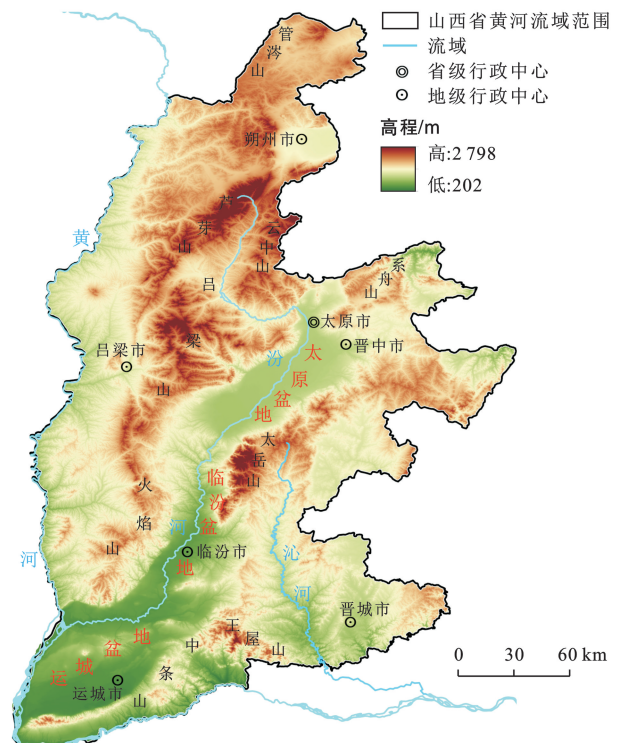 山西省黄河流域范围
流域
省级行政中心
地级行政中心
高程/m
高:2 798
低:202
管涔山
朔州市
芦芽山
云中山
黄河
吕梁山
系舟山
太原市
晋中市
吕梁市
汾河
太原盆地
太岳山
临汾盆地
火焰山
临汾市
沁河
晋城市
王屋山
中条山
运城盆地
运城市
0 30 60 km